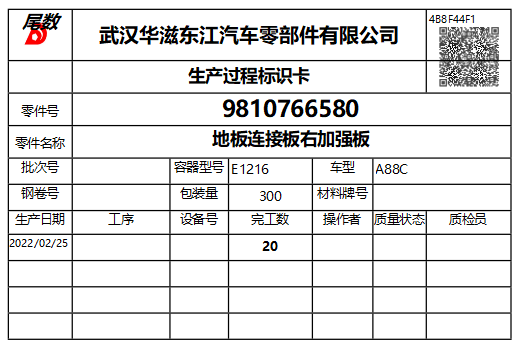 尾数
武汉华滋东江汽车零部件有限公司
4B8F44F1
生产过程标识卡
零件号 9810766580
零件名称 地板连接板右加强板
批次号 容器型号 E1216 车型 A88C
钢卷号 包装量 300 材料牌号
生产日期 工序 设备号 完工数 操作者 质量状态 质检员
2022/02/25 20